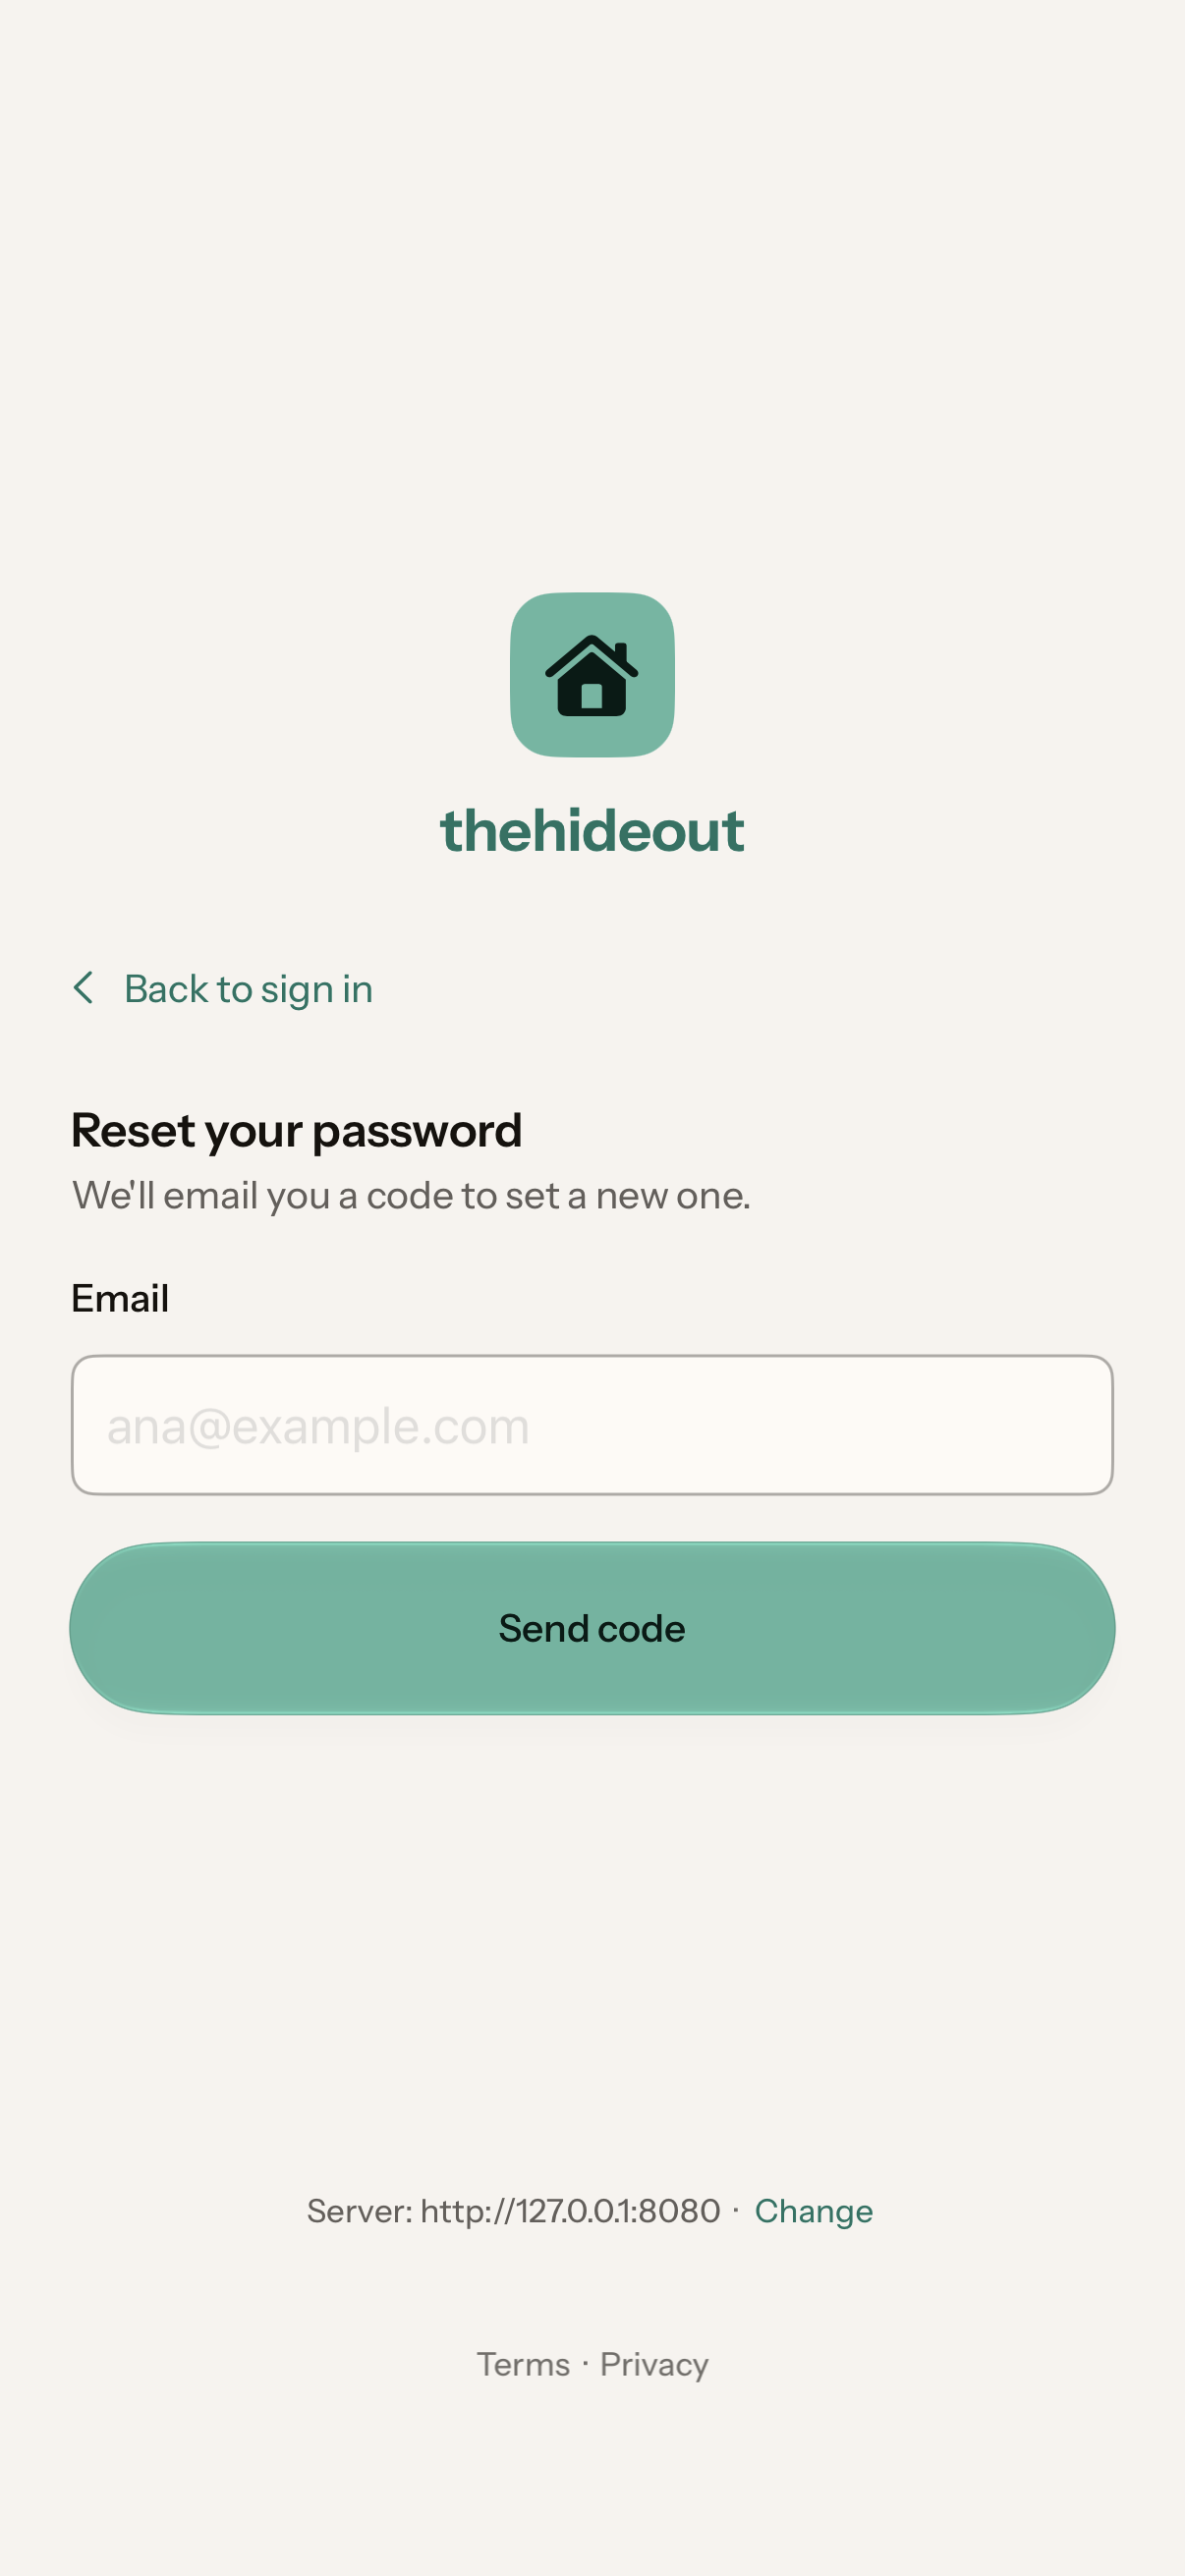 thehideout
Back to sign in
Reset your password
We'll email you a code to set a new one.
Email
ana@example.com
Send code
Server: http://127.0.0.1:8080 · Change
Terms · Privacy